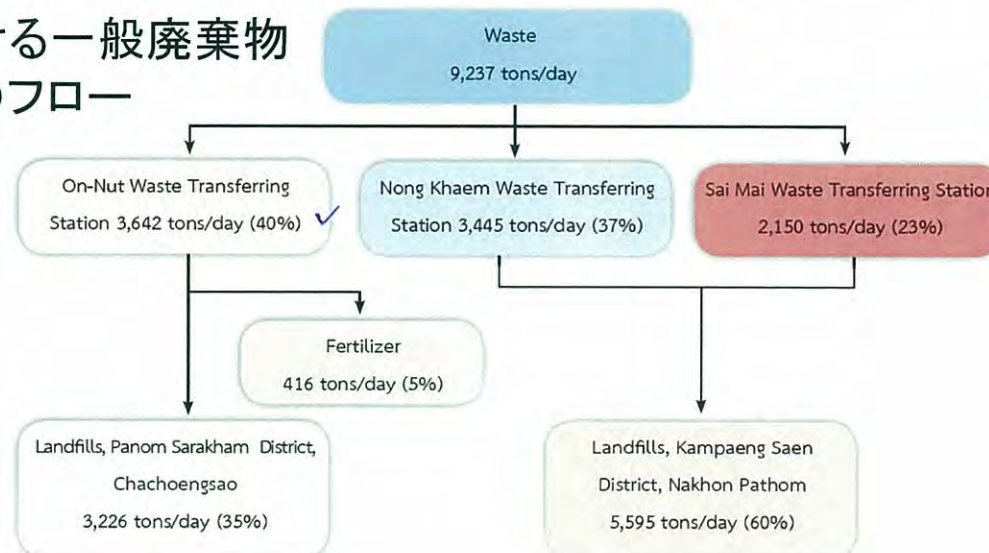 ける一般廃棄物
のフロー
Waste
9,237 tons/day
On-Nut Waste Transferring
Station 3,642 tons/day (40%)
Nong Khaem Waste Transferring
Station 3,445 tons/day (37%)
Sai Mai Waste Transferring Station
2,150 tons/day (23%)
Fertilizer
416 tons/day (5%)
Landfills, Panom Sarakham District,
Chachoengsao
3,226 tons/day (35%)
Landfills, Kampaeng Saen
District, Nakhon Pathom
5,595 tons/day (60%)